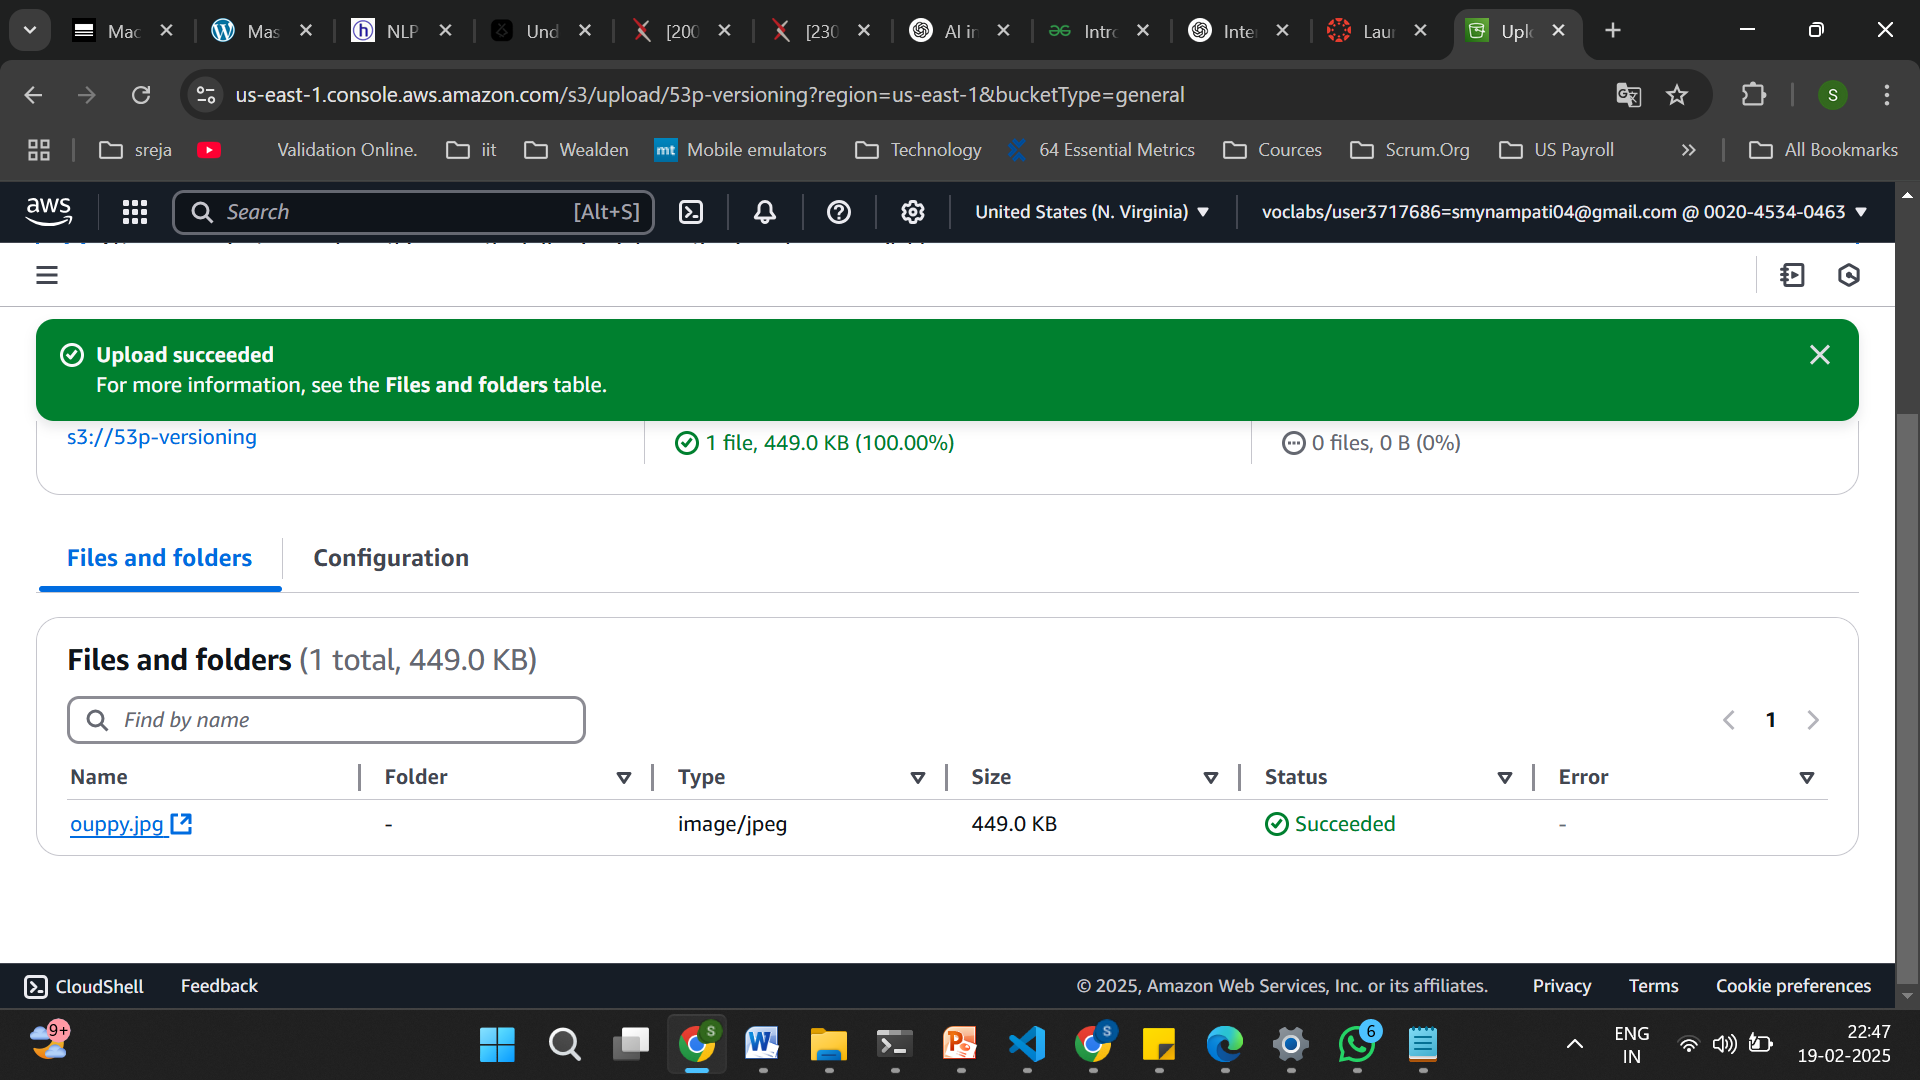 Mac
Mas
NLP
Und
[200
[230
AI in
Intro
Inte
Laun
Uplo
us-east-1.console.aws.amazon.com/s3/upload/53p-versioning?region=us-east-1&bucketType=general
S
sreja
Validation Online.
iit
Wealden
mt
Mobile emulators
Technology
64 Essential Metrics
Cources
Scrum.Org
US Payroll
All Bookmarks
aws
Search
[Alt+S]
United States (N. Virginia)
voclabs/user3717686=smynampati04@gmail.com @ 0020-4534-0463
Upload succeeded
For more information, see the Files and folders table.
s3://53p-versioning
1 file, 449.0 KB (100.00%)
0 files, 0 B (0%)
Files and folders
Configuration
Files and folders (1 total, 449.0 KB)
Find by name
1
Name
Folder
Type
Size
Status
Error
ouppy.jpg
-
image/jpeg
449.0 KB
Succeeded
-
CloudShell
Feedback
© 2025, Amazon Web Services, Inc. or its affiliates.
Privacy
Terms
Cookie preferences
9+
S
S
6
ENG
IN
22:47
19-02-2025